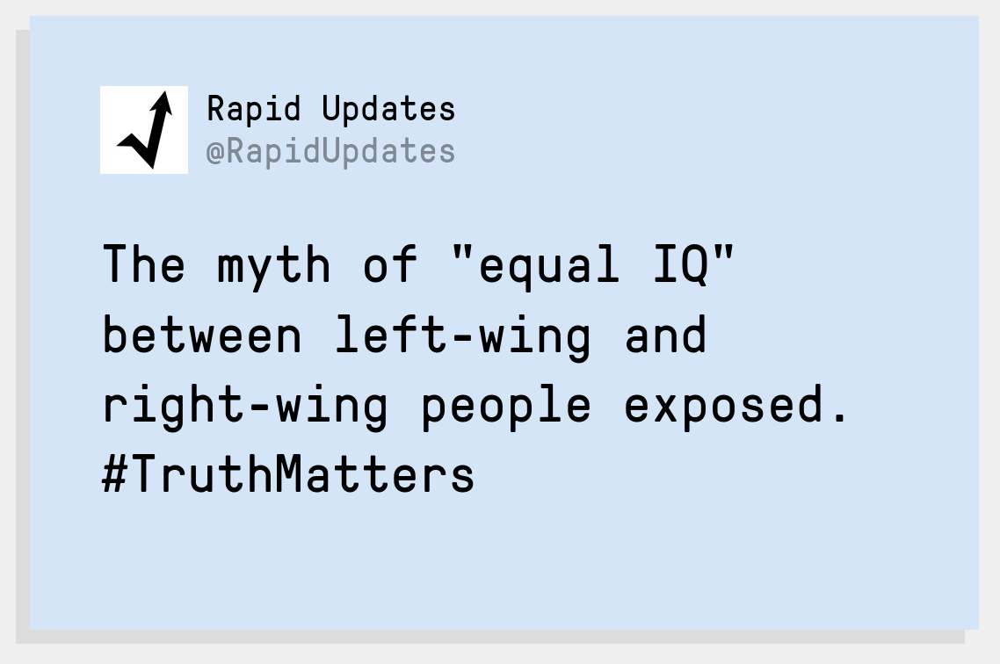 Rapid Updates
@RapidUpdates
The myth of "equal IQ"
between left-wing and
right-wing people exposed.
#TruthMatters